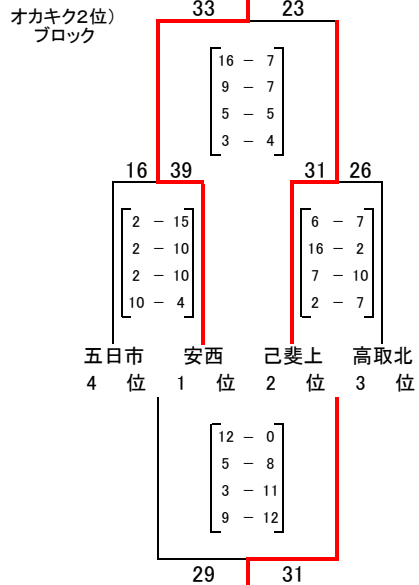 オカキク2位)
ブロック
33 23
16 - 7
9 - 7
5 - 5
3 - 4
16 39
31 26
2 - 15
2 - 10
2 - 10
10 - 4
6 - 7
16 - 2
7 - 10
2 - 7
五日市 安西 己斐上 高取北
4 位 1 位 2 位 3 位
12 - 0
5 - 8
3 - 11
9 - 12
29 31